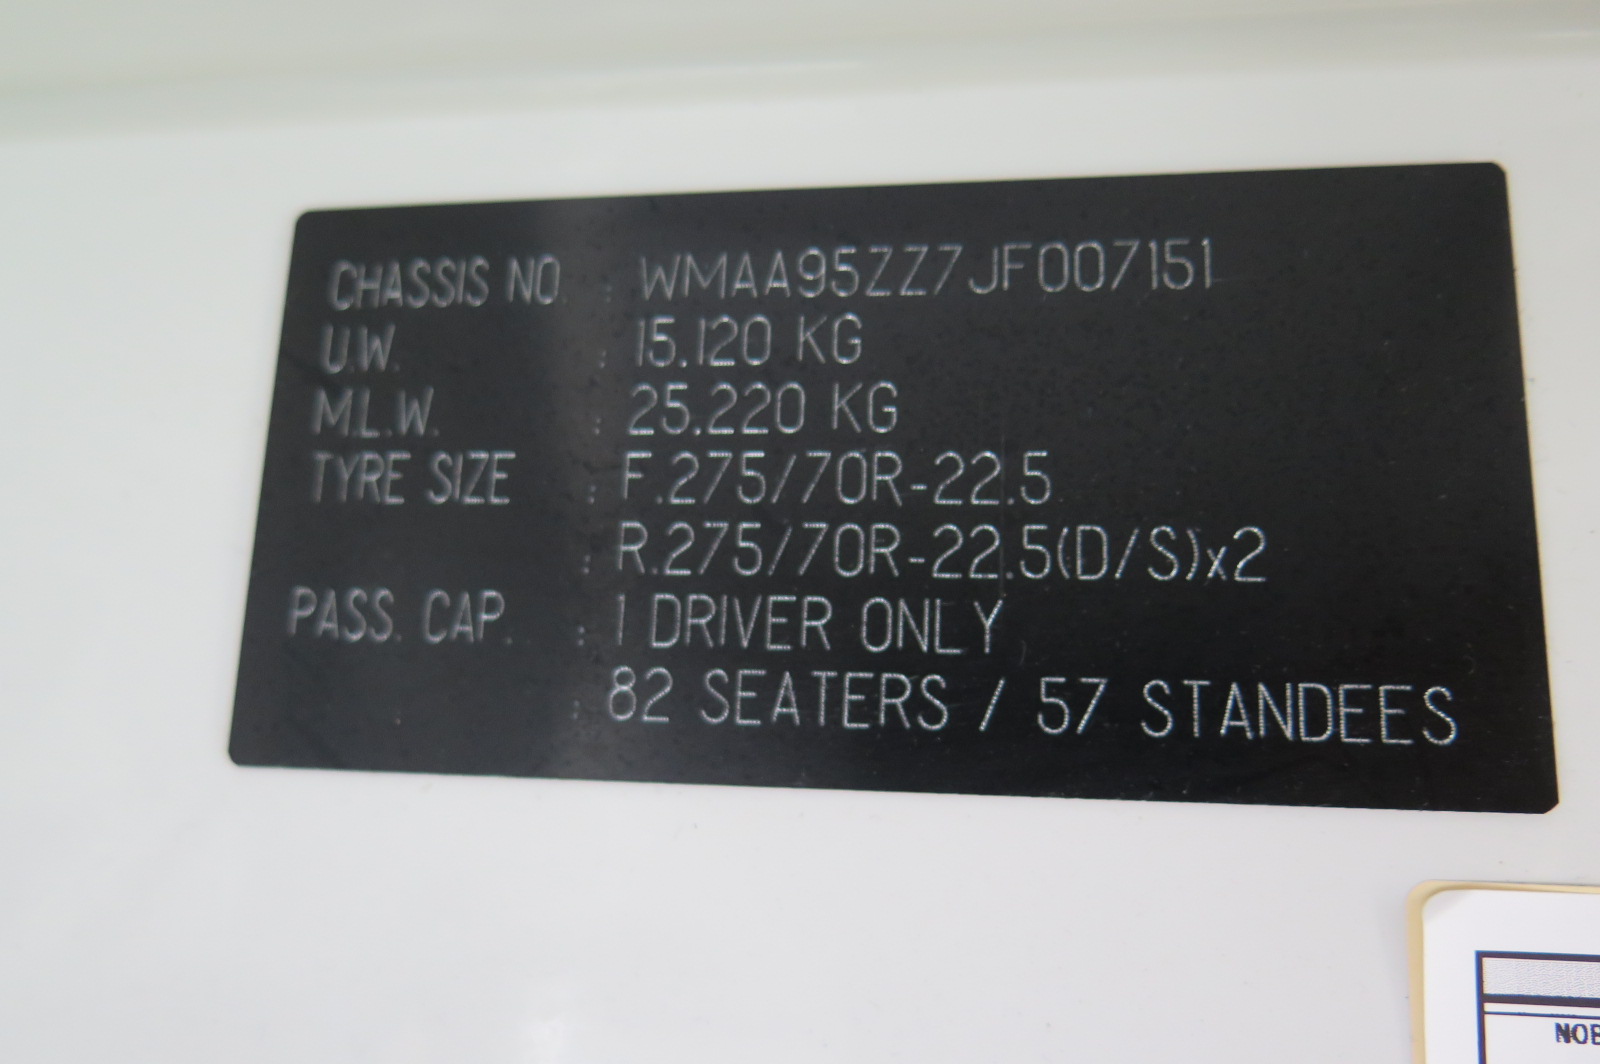 CHASSIS NO. : WMAA95ZZ7JF007151
U.W. : 15,120 KG
M.L.W. : 25,220 KG
TYRE SIZE : F.275/70R-22.5
: R.275/70R-22.5(D/S)x2
PASS. CAP. : 1 DRIVER ONLY
: 82 SEATERS / 57 STANDEES